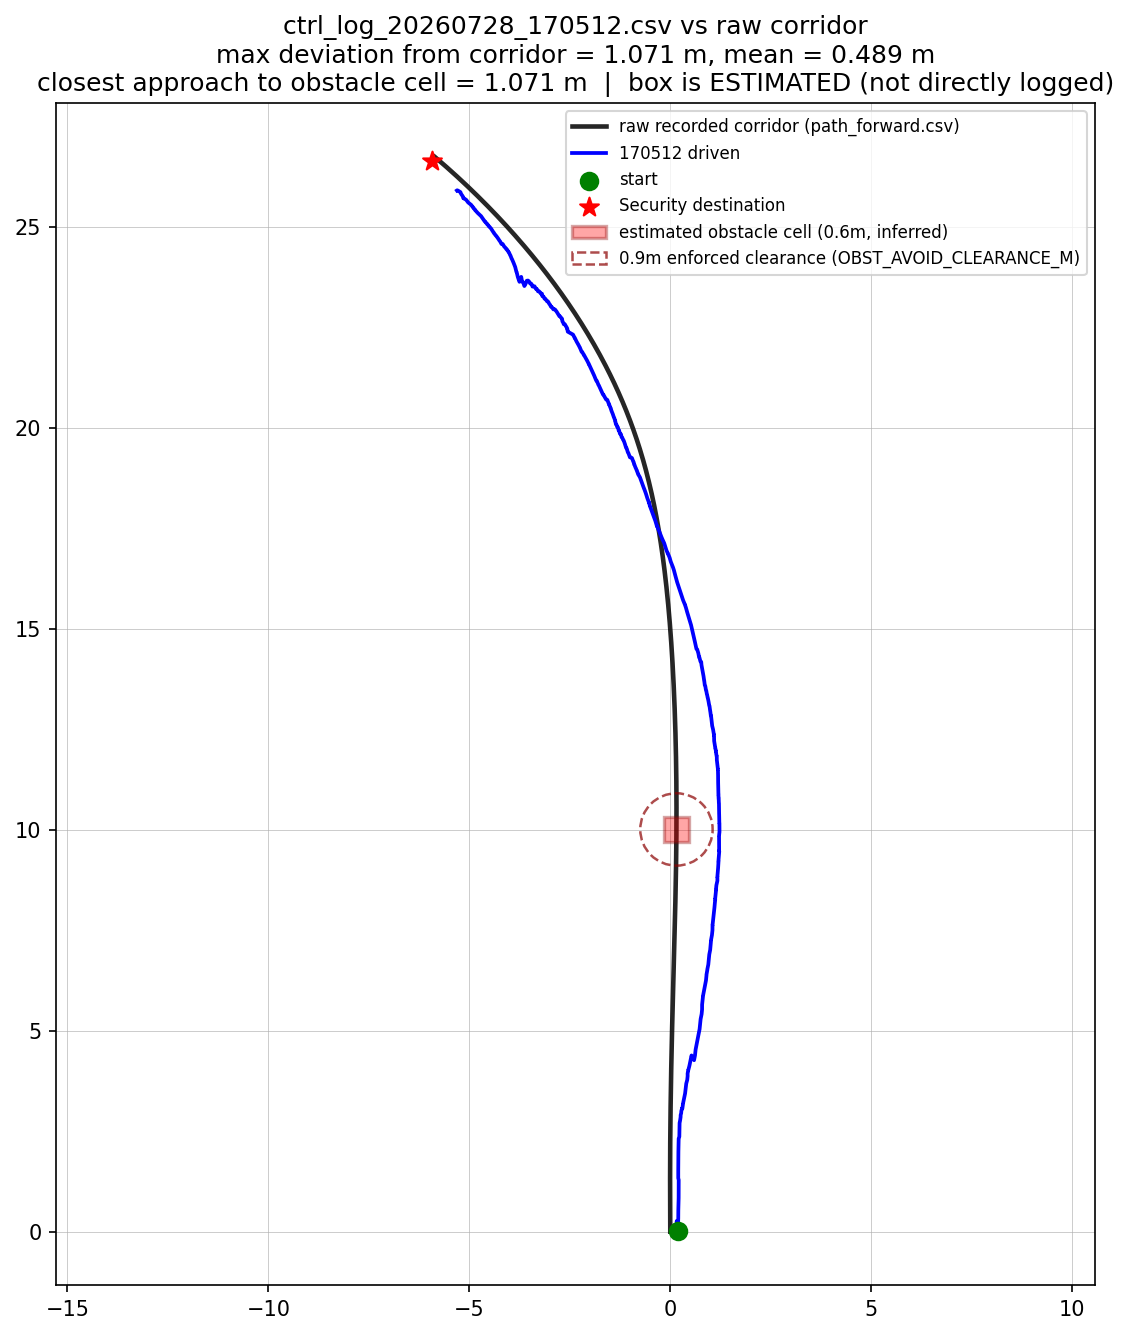 ctrl_log_20260728_170512.csv vs raw corridor
max deviation from corridor = 1.071 m, mean = 0.489 m
closest approach to obstacle cell = 1.071 m  |  box is ESTIMATED (not directly logged)
raw recorded corridor (path_forward.csv)
170512 driven
start
Security destination
estimated obstacle cell (0.6m, inferred)
0.9m enforced clearance (OBST_AVOID_CLEARANCE_M)
25
20
15
10
5
0
−15
−10
−5
0
5
10